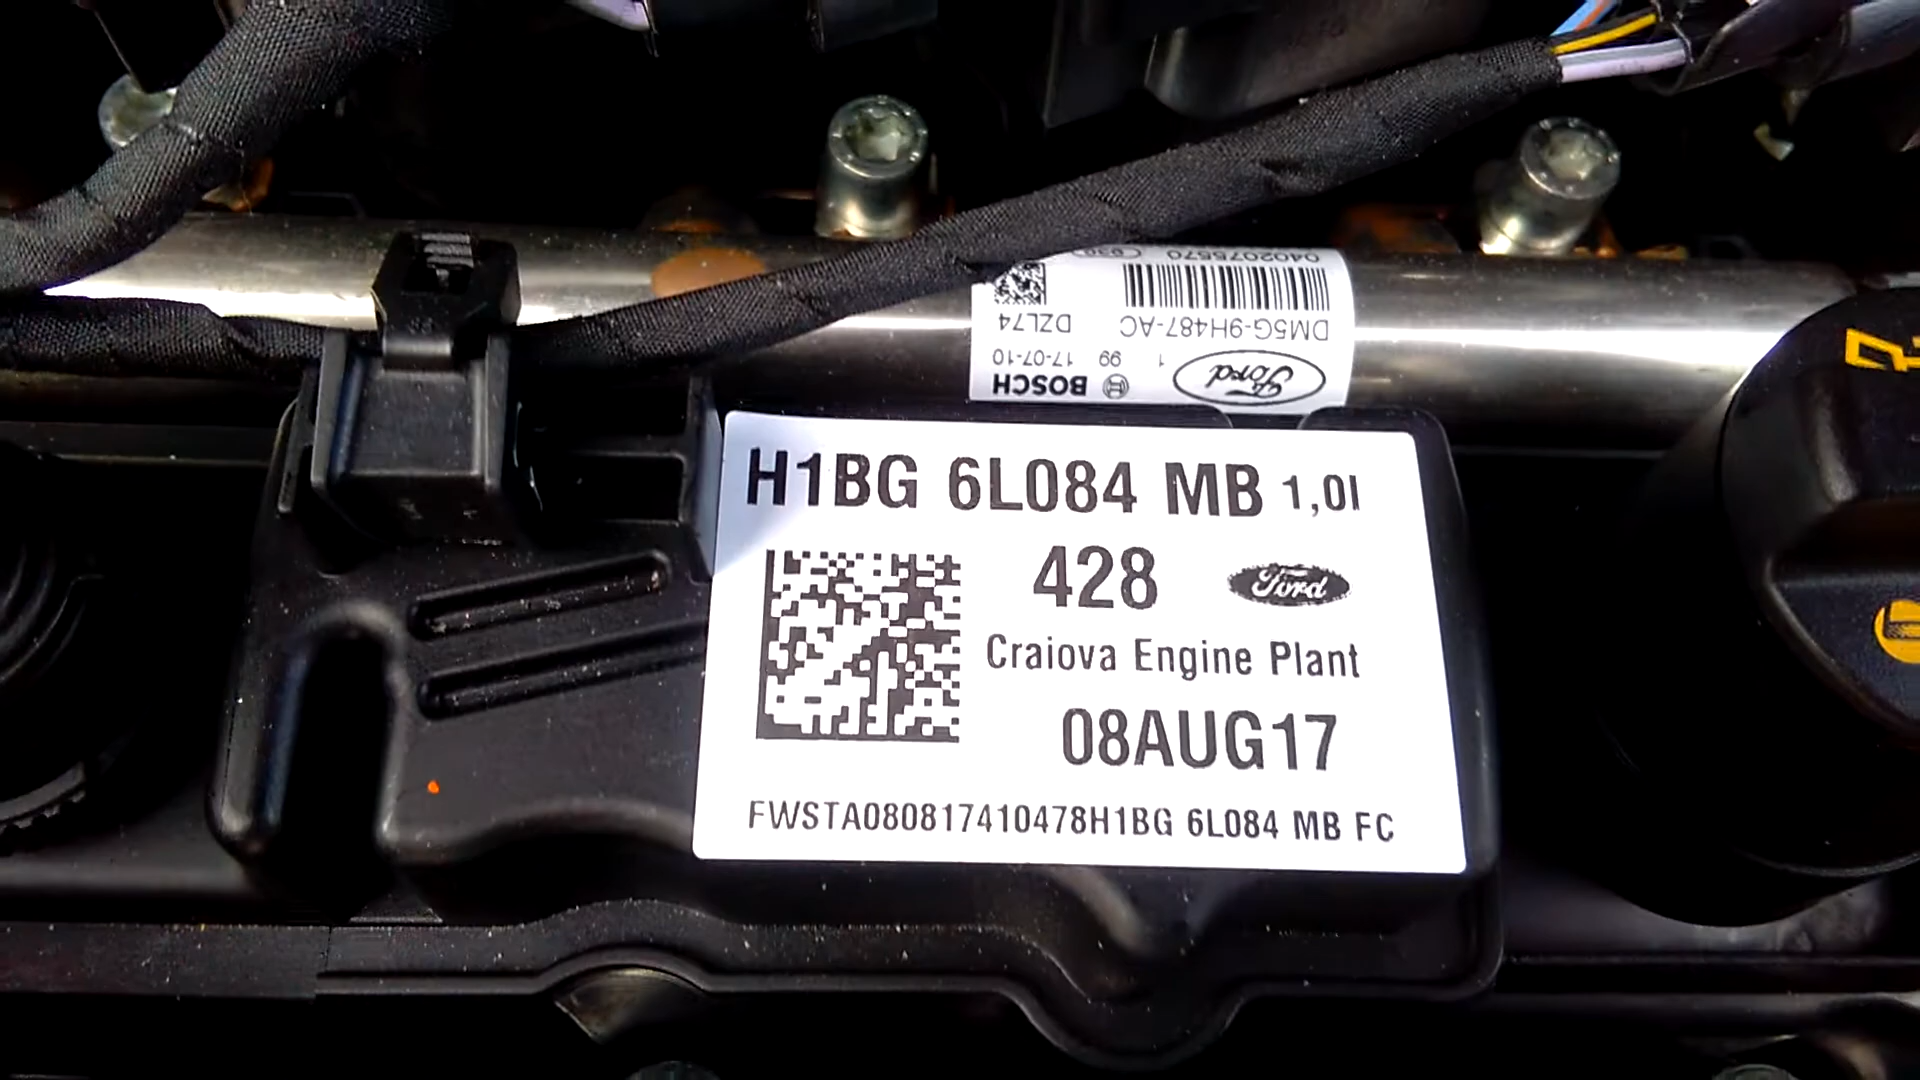 0402075570
DZL74
DM5G-9H487-AC
17-07-10 99 1
BOSCH
Ford
H1BG 6L084 MB 1,0l
428
Ford
Craiova Engine Plant
08AUG17
FWSTA080817410478H1BG 6L084 MB FC